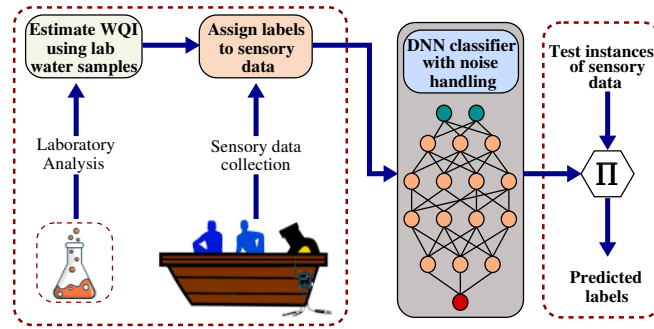 Estimate WQI
using lab
water samples
Assign labels
to sensory
data
DNN classifier
with noise
handling
Test instances
of sensory
data
Laboratory
Analysis
Sensory data
collection
Π
Predicted
labels